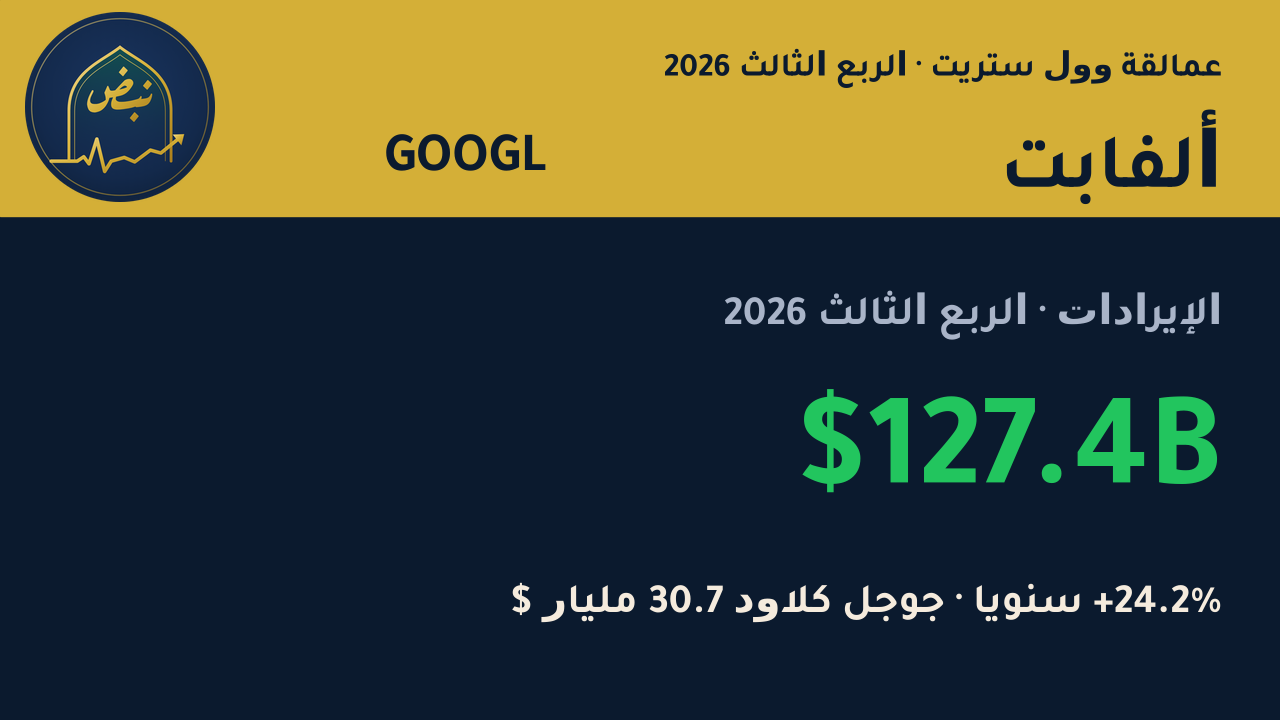 نبض
عمالقة وول ستريت · الربع الثالث 2026
ألفابت
GOOGL
الإيرادات · الربع الثالث 2026
$127.4B
+24.2% سنويا · جوجل كلاود 30.7 مليار $